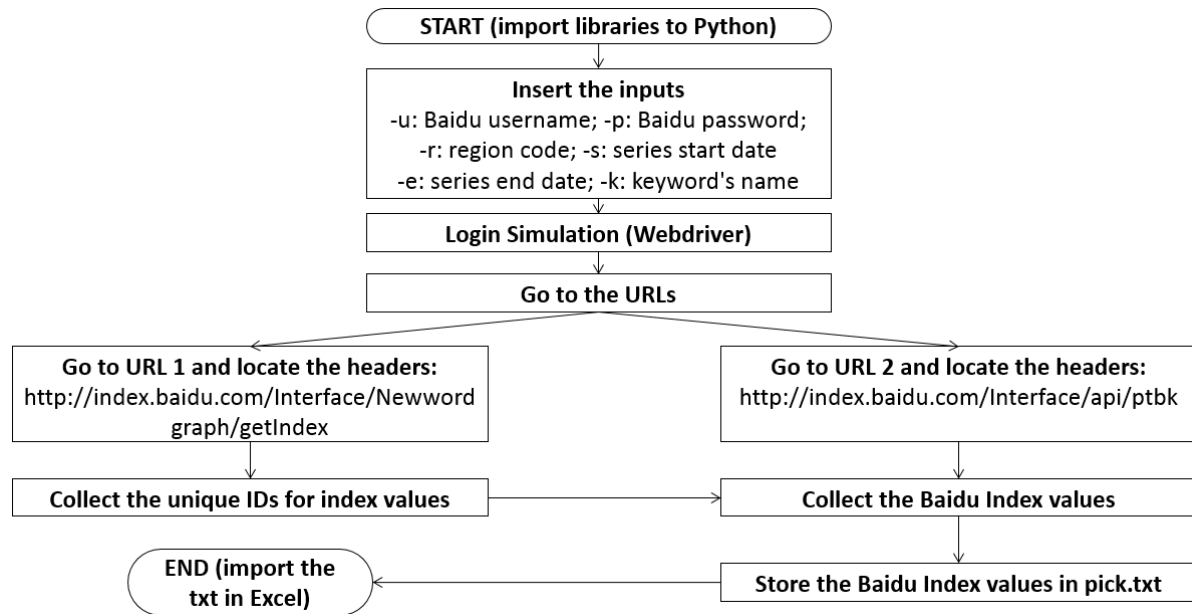 START (import libraries to Python)
Insert the inputs
-u: Baidu username; -p: Baidu password;
-r: region code; -s: series start date
-e: series end date; -k: keyword's name
Login Simulation (Webdriver)
Go to the URLs
Go to URL 1 and locate the headers:
http://index.baidu.com/Interface/Newword
graph/getIndex
Go to URL 2 and locate the headers:
http://index.baidu.com/Interface/api/ptbk
Collect the unique IDs for index values
Collect the Baidu Index values
Store the Baidu Index values in pick.txt
END (import the
txt in Excel)